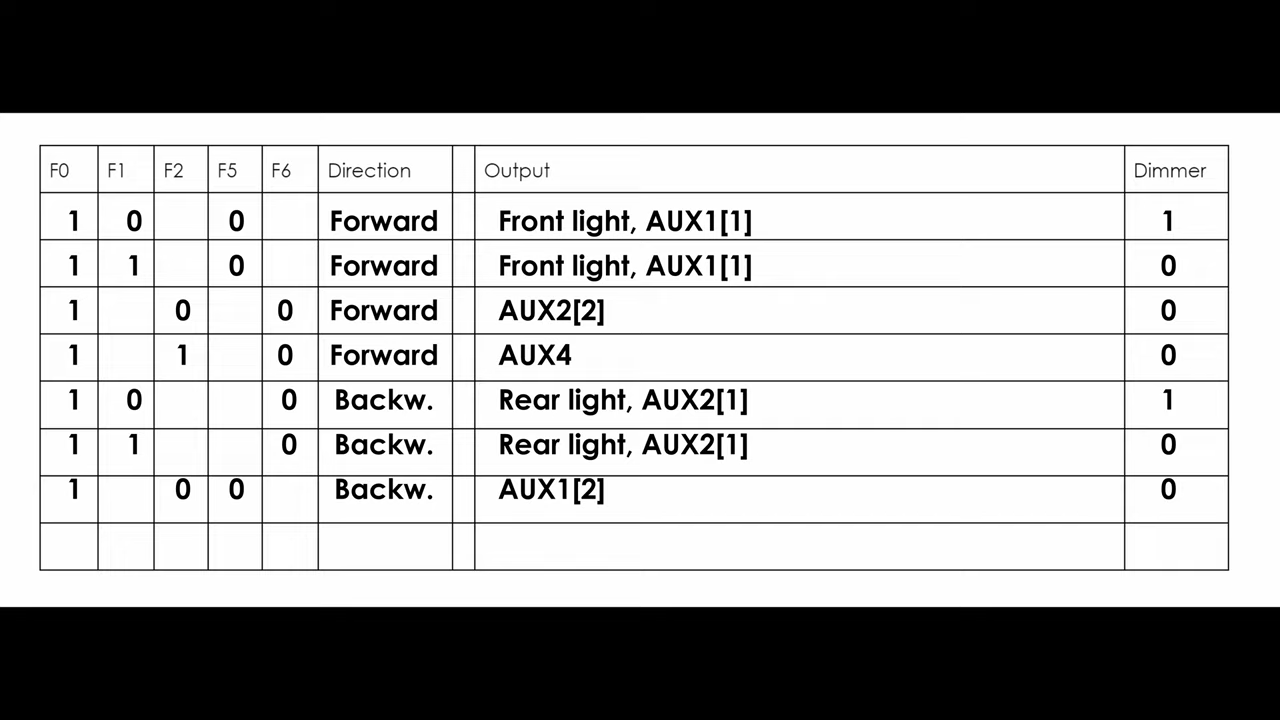 F0 F1 F2 F5 F6 Direction Output Dimmer
1 0 0 Forward Front light, AUX1[1] 1
1 1 0 Forward Front light, AUX1[1] 0
1 0 0 Forward AUX2[2] 0
1 1 0 Forward AUX4 0
1 0 0 Backw. Rear light, AUX2[1] 1
1 1 0 Backw. Rear light, AUX2[1] 0
1 0 0 Backw. AUX1[2] 0